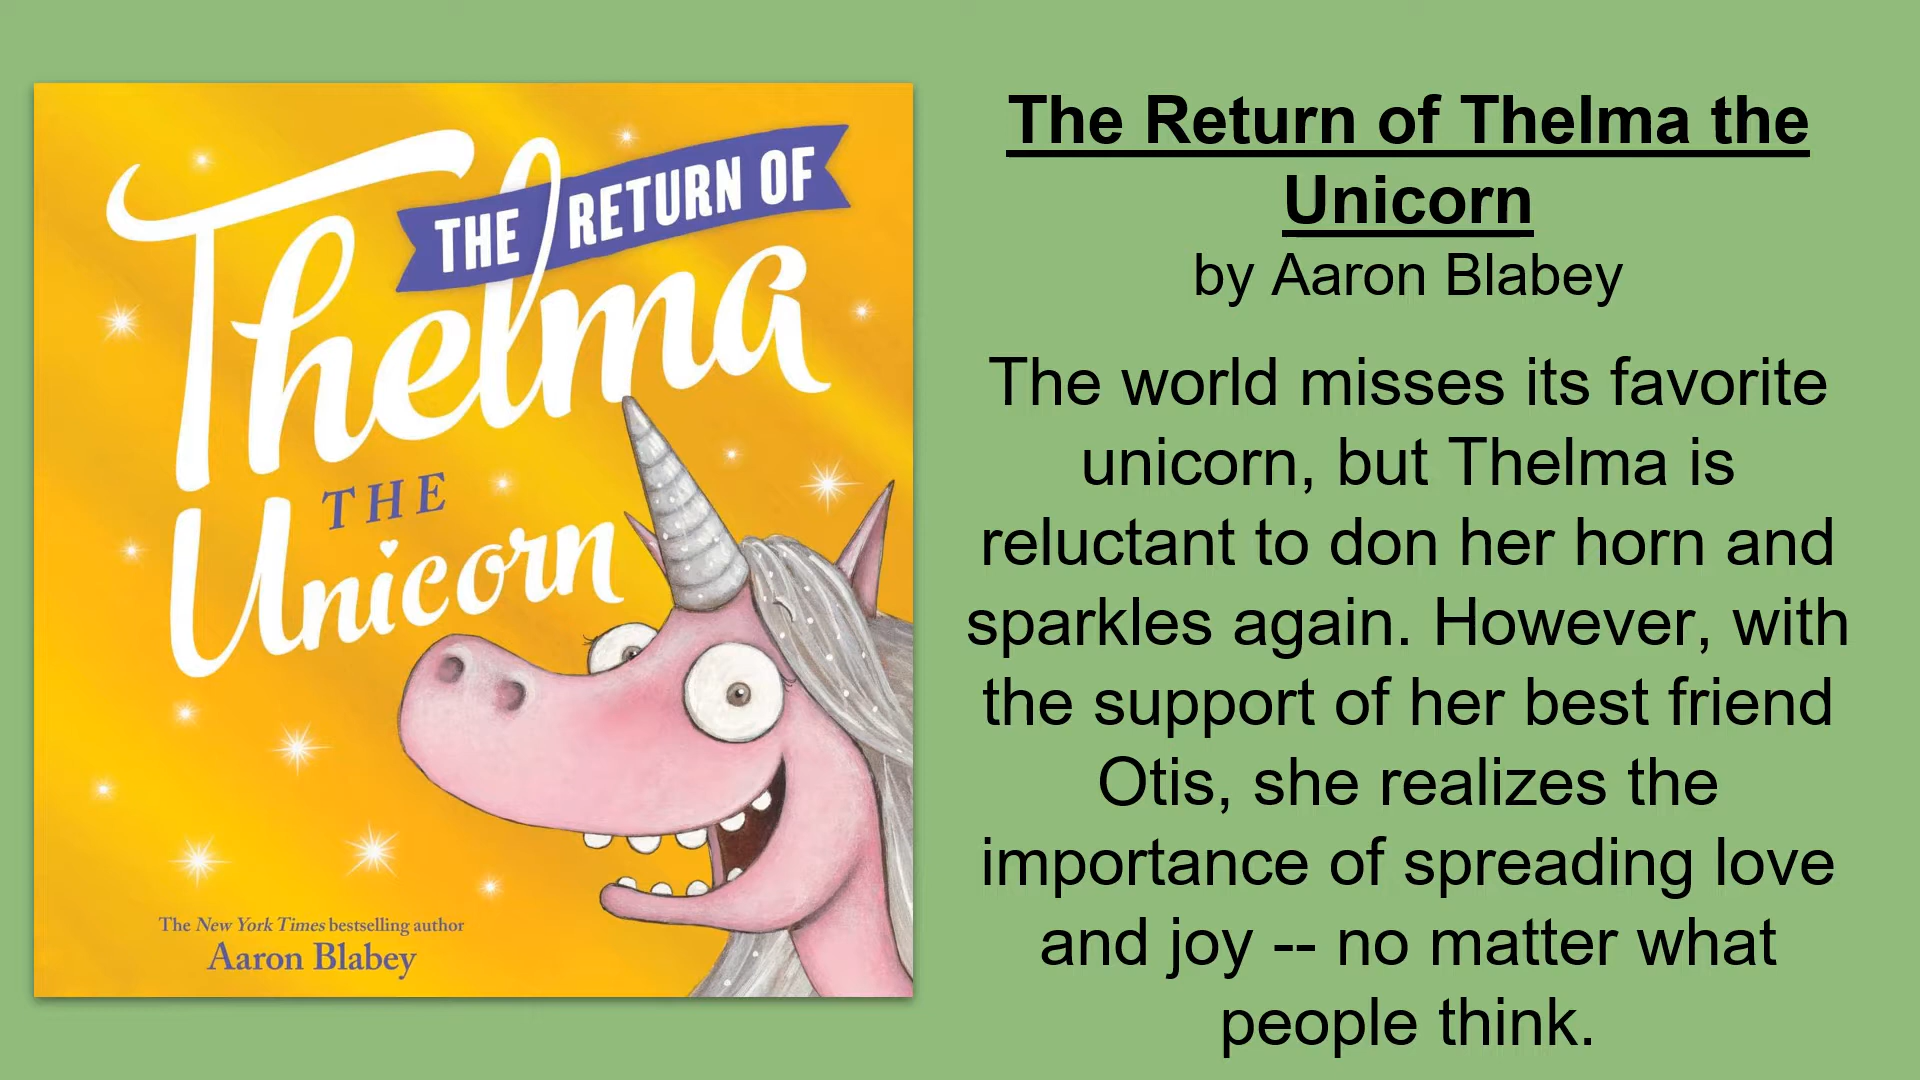 THE RETURN OF
Thelma
THE
Unicorn
The New York Times bestselling author
Aaron Blabey
The Return of Thelma the
Unicorn
by Aaron Blabey
The world misses its favorite
unicorn, but Thelma is
reluctant to don her horn and
sparkles again. However, with
the support of her best friend
Otis, she realizes the
importance of spreading love
and joy -- no matter what
people think.